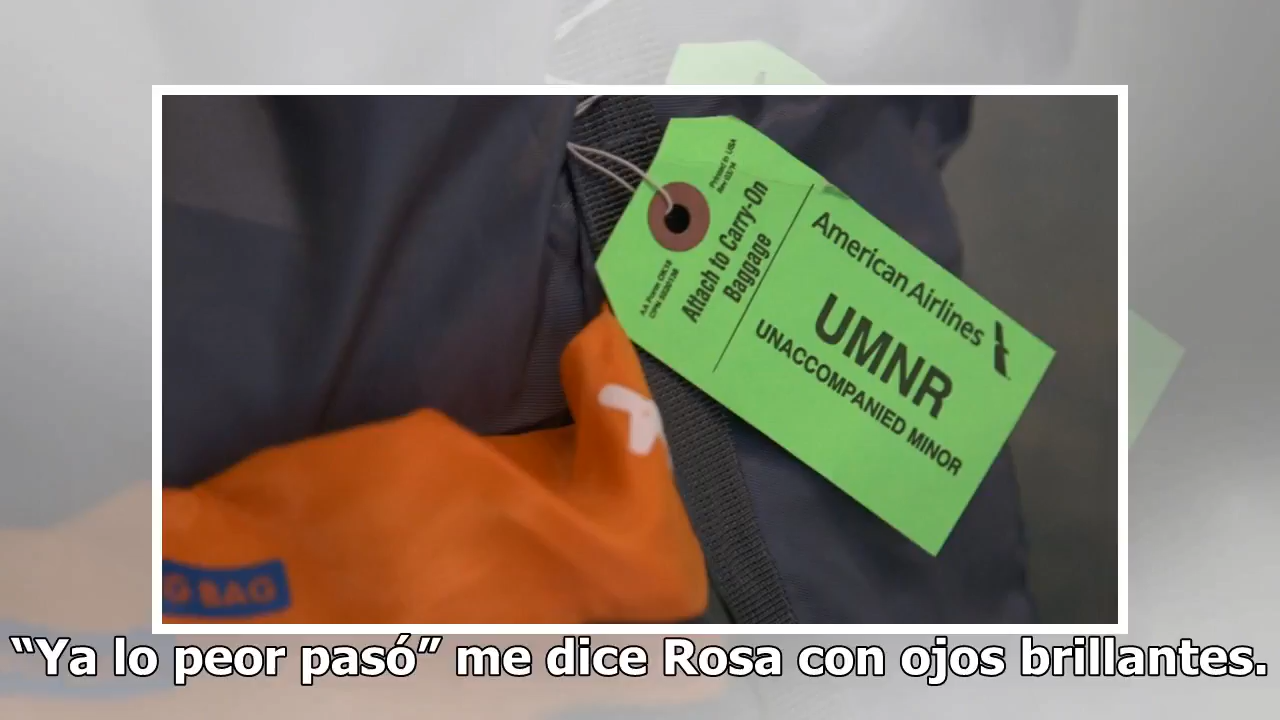 Attach to Carry-On
Baggage
American Airlines
UMNR
UNACCOMPANIED MINOR
G BAG
“Ya lo peor pasó” me dice Rosa con ojos brillantes.